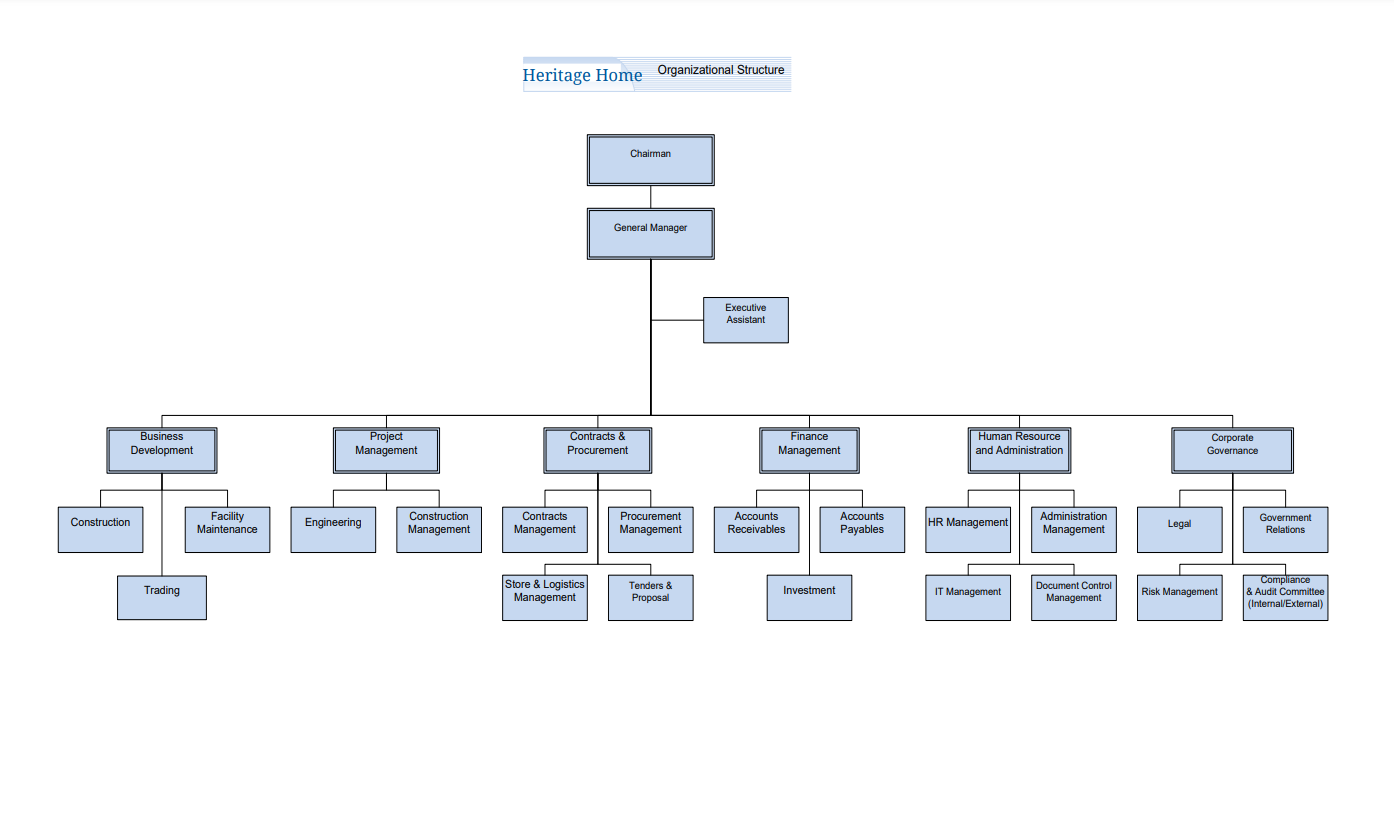 Heritage Home
Organizational Structure
Chairman
General Manager
Executive
Assistant
Business
Development
Project
Management
Contracts &
Procurement
Finance
Management
Human Resource
and Administration
Corporate
Governance
Construction
Facility
Maintenance
Engineering
Construction
Management
Contracts
Management
Procurement
Management
Accounts
Receivables
Accounts
Payables
HR Management
Administration
Management
Legal
Government
Relations
Trading
Store & Logistics
Management
Tenders &
Proposal
Investment
IT Management
Document Control
Management
Risk Management
Compliance
& Audit Committee
(Internal/External)